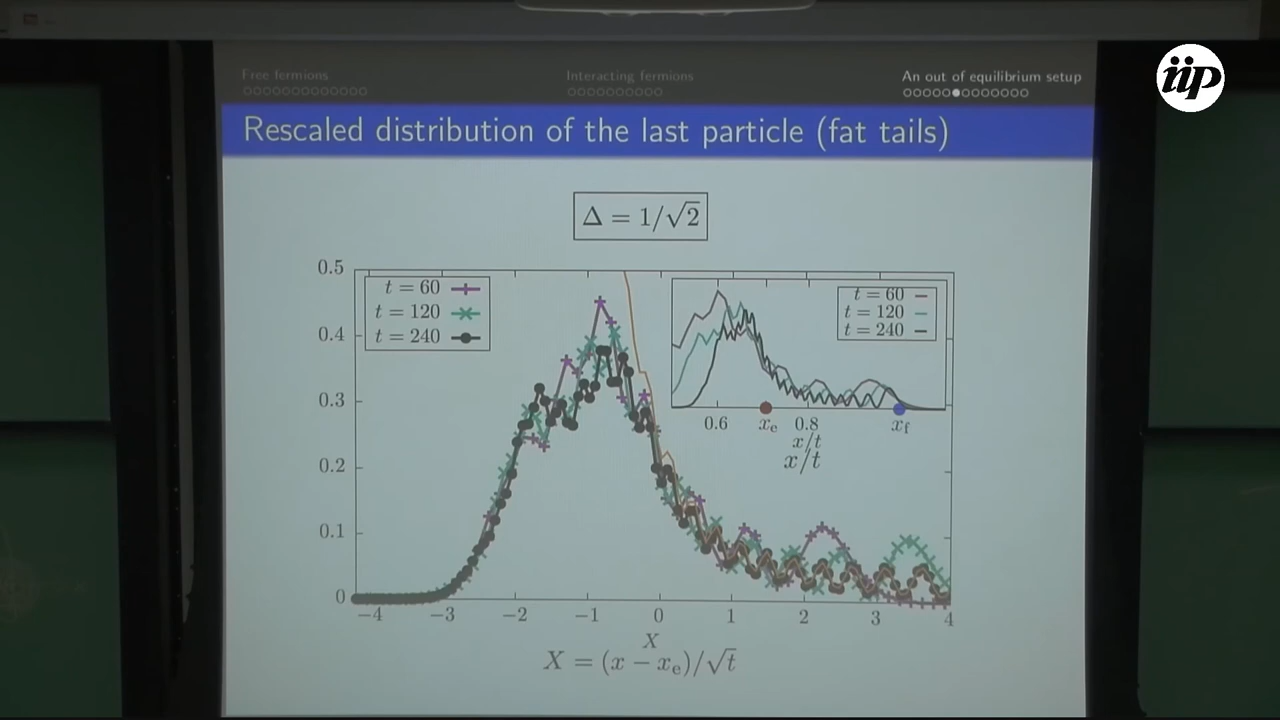 iip
Free fermions
Interacting fermions
An out of equilibrium setup
Rescaled distribution of the last particle (fat tails)
Δ = 1/√2
0.5
0.4
0.3
0.2
0.1
0
t = 60
t = 120
t = 240
t = 60
t = 120
t = 240
0.6
xₑ
0.8
x_f
x/t
x/t
−4
−3
−2
−1
0
1
2
3
4
X
X = (x − xₑ)/√t